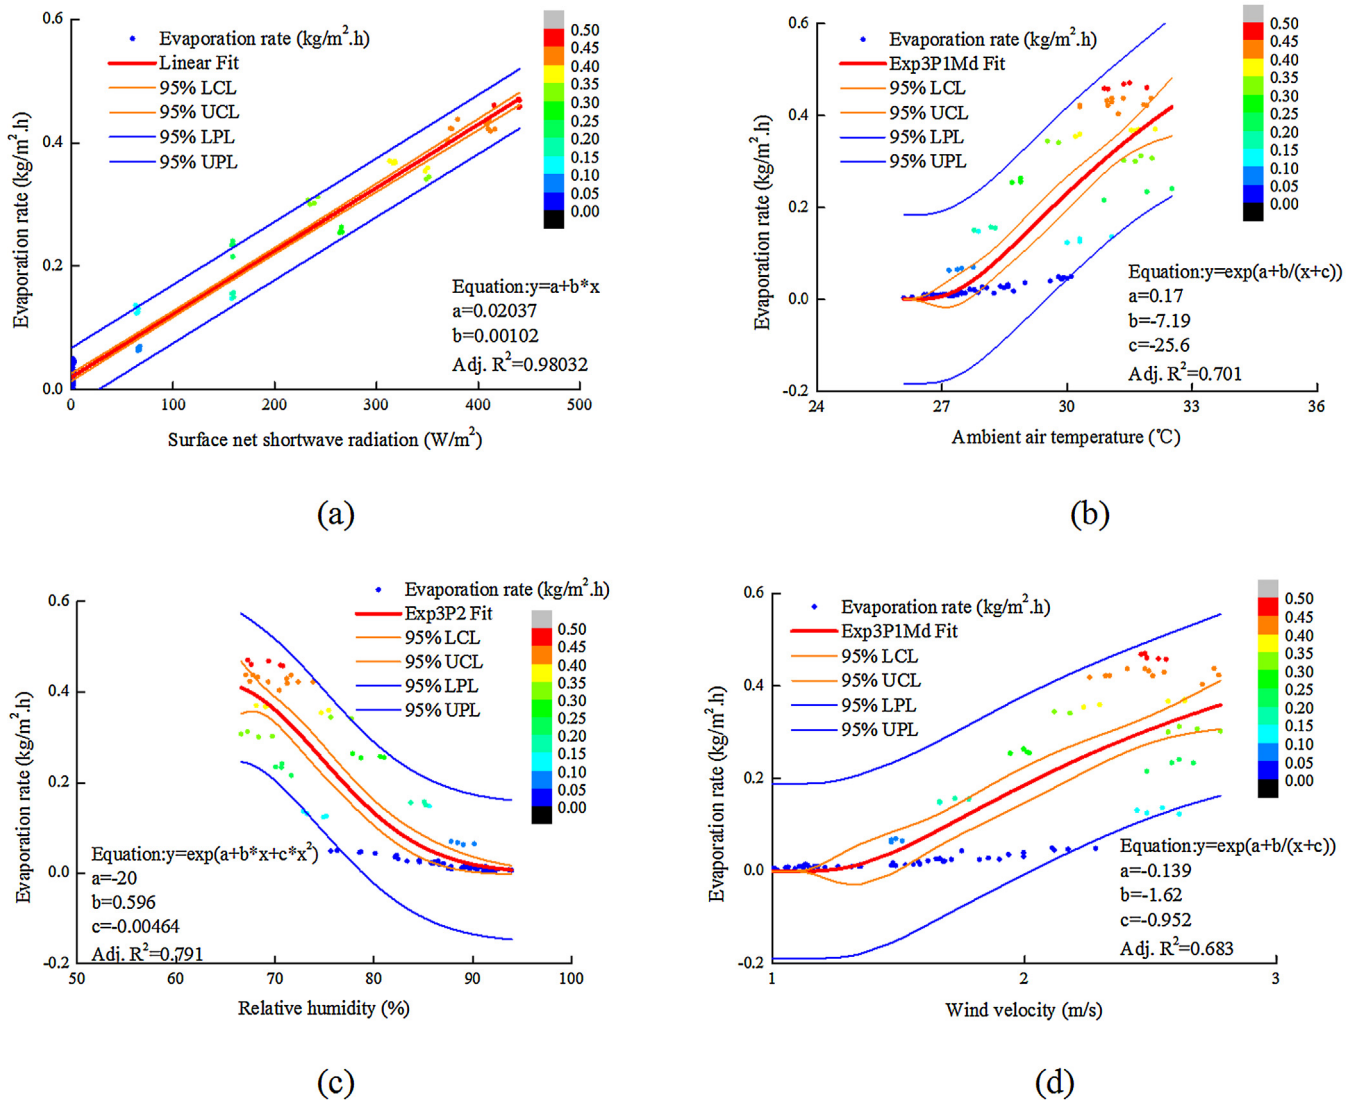 Evaporation rate (kg/m².h)
Linear Fit
95% LCL
95% UCL
95% LPL
95% UPL
0.50
0.45
0.40
0.35
0.30
0.25
0.20
0.15
0.10
0.05
0.00
0.6
0.4
0.2
0.0
Evaporation rate (kg/m².h)
Equation:y=a+b*x
a=0.02037
b=0.00102
Adj. R²=0.98032
0
100
200
300
400
500
Surface net shortwave radiation (W/m²)
(a)
Evaporation rate (kg/m².h)
Exp3P1Md Fit
95% LCL
95% UCL
95% LPL
95% UPL
0.50
0.45
0.40
0.35
0.30
0.25
0.20
0.15
0.10
0.05
0.00
0.6
0.4
0.2
0.0
-0.2
Evaporation rate (kg/m².h)
Equation:y=exp(a+b/(x+c))
a=0.17
b=-7.19
c=-25.6
Adj. R²=0.701
24
27
30
33
36
Ambient air temperature (℃)
(b)
Evaporation rate (kg/m².h)
Exp3P2 Fit
95% LCL
95% UCL
95% LPL
95% UPL
0.50
0.45
0.40
0.35
0.30
0.25
0.20
0.15
0.10
0.05
0.00
0.6
0.4
0.2
0.0
-0.2
Evaporation rate (kg/m².h)
Equation:y=exp(a+b*x+c*x²)
a=-20
b=0.596
c=-0.00464
Adj. R²=0.791
50
60
70
80
90
100
Relative humidity (%)
(c)
Evaporation rate (kg/m².h)
Exp3P1Md Fit
95% LCL
95% UCL
95% LPL
95% UPL
0.50
0.45
0.40
0.35
0.30
0.25
0.20
0.15
0.10
0.05
0.00
0.6
0.4
0.2
0.0
-0.2
Evaporation rate (kg/m².h)
Equation:y=exp(a+b/(x+c))
a=-0.139
b=-1.62
c=-0.952
Adj. R²=0.683
1
2
3
Wind velocity (m/s)
(d)